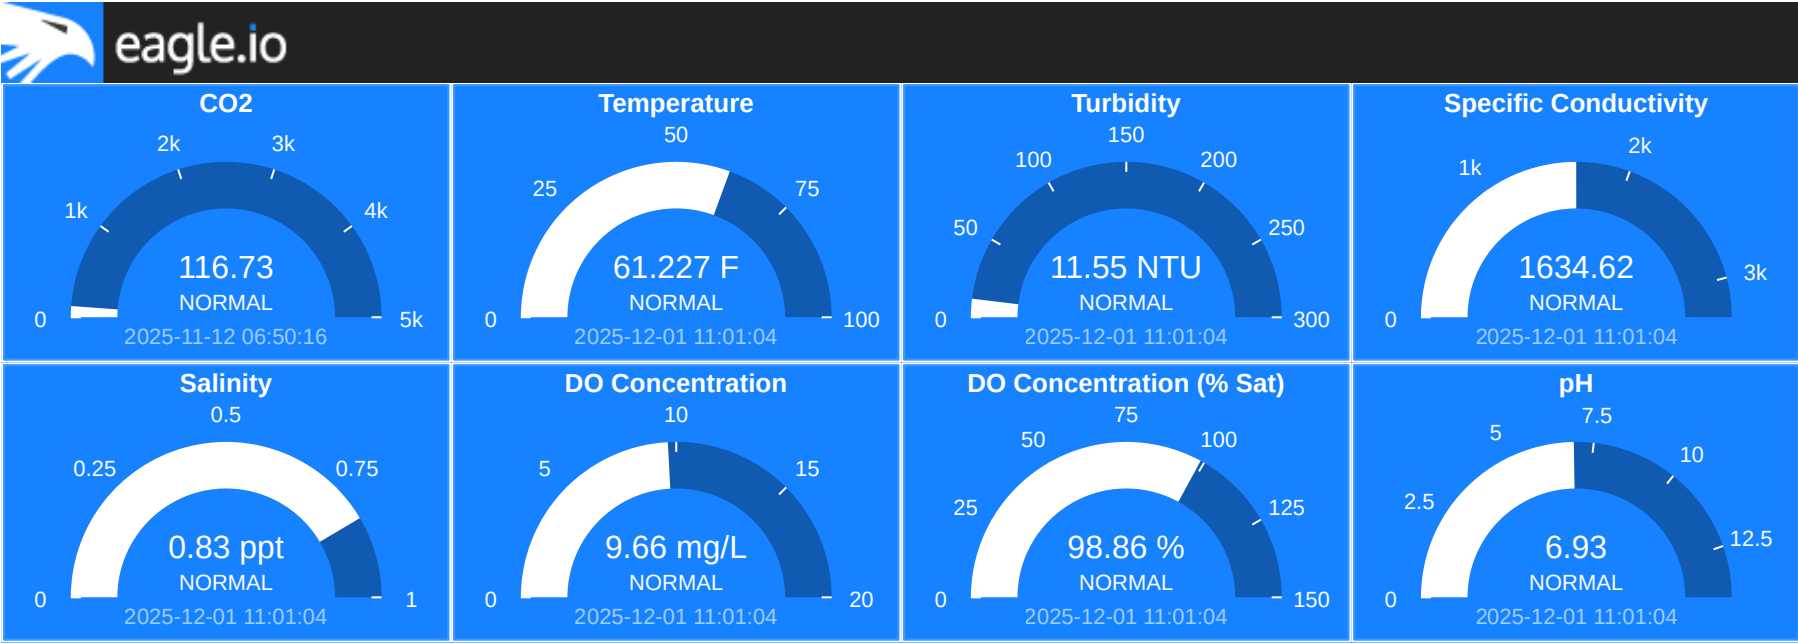 eagle.io
CO2
2k
3k
1k
4k
116.73
NORMAL
0
5k
2025-11-12 06:50:16
Temperature
50
25
75
61.227 F
NORMAL
0
100
2025-12-01 11:01:04
Turbidity
150
100
200
50
250
11.55 NTU
NORMAL
0
300
2025-12-01 11:01:04
Specific Conductivity
2k
1k
1634.62
3k
NORMAL
0
2025-12-01 11:01:04
Salinity
0.5
0.25
0.75
0.83 ppt
NORMAL
0
1
2025-12-01 11:01:04
DO Concentration
10
5
15
9.66 mg/L
NORMAL
0
20
2025-12-01 11:01:04
DO Concentration (% Sat)
75
50
100
25
125
98.86 %
NORMAL
0
150
2025-12-01 11:01:04
pH
7.5
5
10
2.5
12.5
6.93
NORMAL
0
2025-12-01 11:01:04